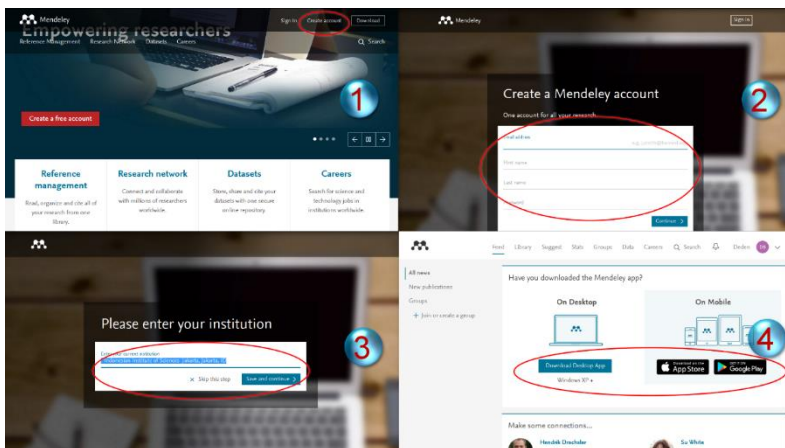 Mendeley
Sign In
Create account
Download
Empowering researchers
Reference Management
Research Network
Datasets
Careers
Search
Create a free account
1
Reference management
Read, organize and cite all of
your research from one
library.
Research network
Connect and collaborate
with millions of researchers
worldwide.
Datasets
Store, share and cite your
datasets with one secure
online repository.
Careers
Search for science and
technology jobs in
institutions worldwide.
Mendeley
Sign In
Create a Mendeley account
One account for all your research
Email address
First name
Last name
Continue >
2
Please enter your institution
Skip this step
Save and continue >
3
Feed
Library
Suggest
Stats
Groups
Data
Careers
Search
Deden
All news
New publications
Groups
+ Join or create a group
Have you downloaded the Mendeley app?
On Desktop
Download Desktop App
Windows XP +
On Mobile
App Store
Google Play
4
Make some connections...
Hendrik Drachsler
Su White